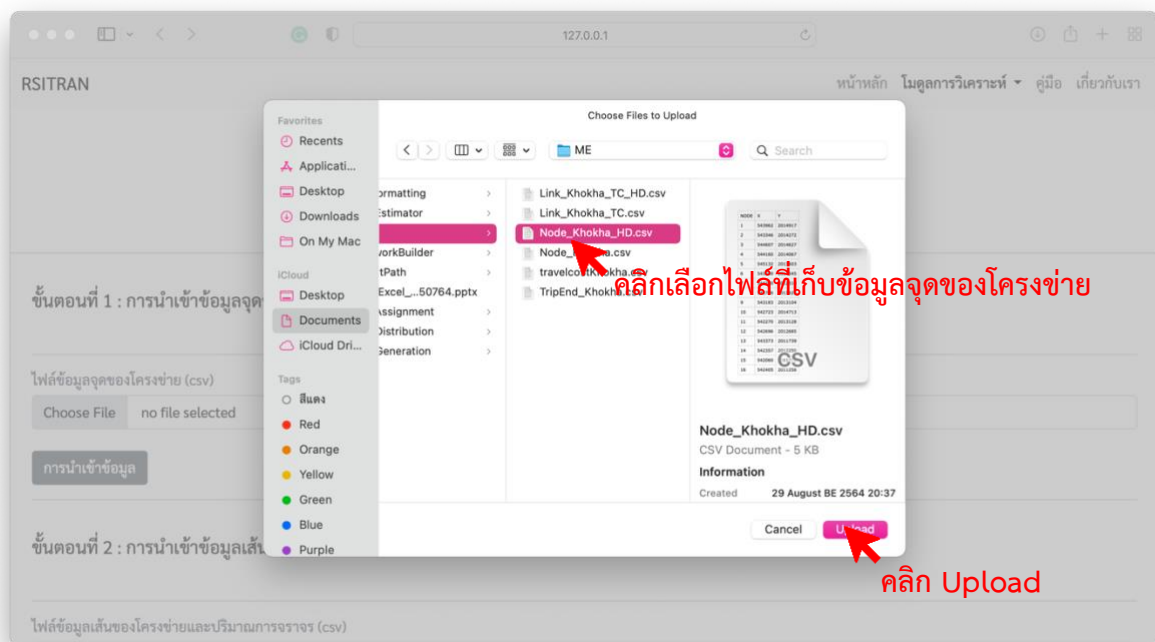 127.0.0.1
RSITRAN
หน้าหลัก โมดูลการวิเคราะห์ คู่มือ เกี่ยวกับเรา
Choose Files to Upload
Favorites
Recents
Applicati...
Desktop
Downloads
On My Mac
iCloud
Desktop
Documents
iCloud Dri...
Tags
สีแดง
Red
Orange
Yellow
Green
Blue
Purple
ME
Search
ormatting
Estimator
workBuilder
tPath
Excel_...50764.pptx
Assignment
Distribution
Generation
Link_Khokha_TC_HD.csv
Link_Khokha_TC.csv
Node_Khokha_HD.csv
คลิกเลือกไฟล์ที่เก็บข้อมูลจุดของโครงข่าย
NODE X Y
CSV
Node_Khokha_HD.csv
CSV Document - 5 KB
Information
Created 29 August BE 2564 20:37
Cancel Upload
คลิก Upload
ขั้นตอนที่ 1 : การนำเข้าข้อมูลจุด
ไฟล์ข้อมูลจุดของโครงข่าย (csv)
Choose File no file selected
การนำเข้าข้อมูล
ขั้นตอนที่ 2 : การนำเข้าข้อมูลเส้น
ไฟล์ข้อมูลเส้นของโครงข่ายและปริมาณการจราจร (csv)